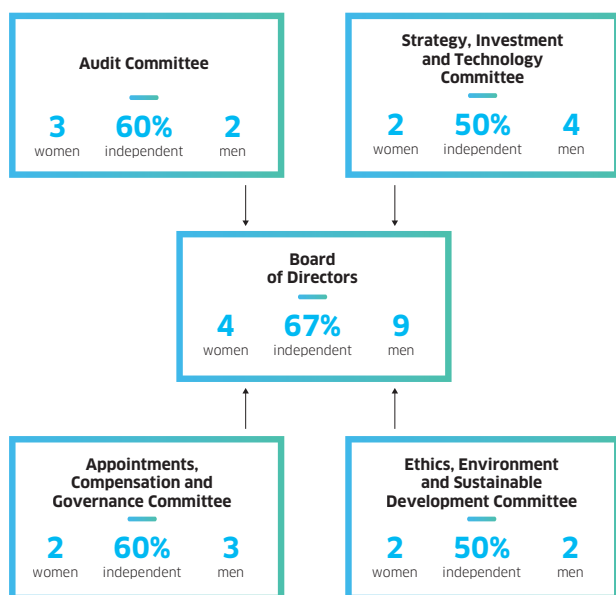 Audit Committee
3 60% 2
women independent men
Strategy, Investment
and Technology
Committee
2 50% 4
women independent men
Board
of Directors
4 67% 9
women independent men
Appointments,
Compensation and
Governance Committee
2 60% 3
women independent men
Ethics, Environment
and Sustainable
Development Committee
2 50% 2
women independent men